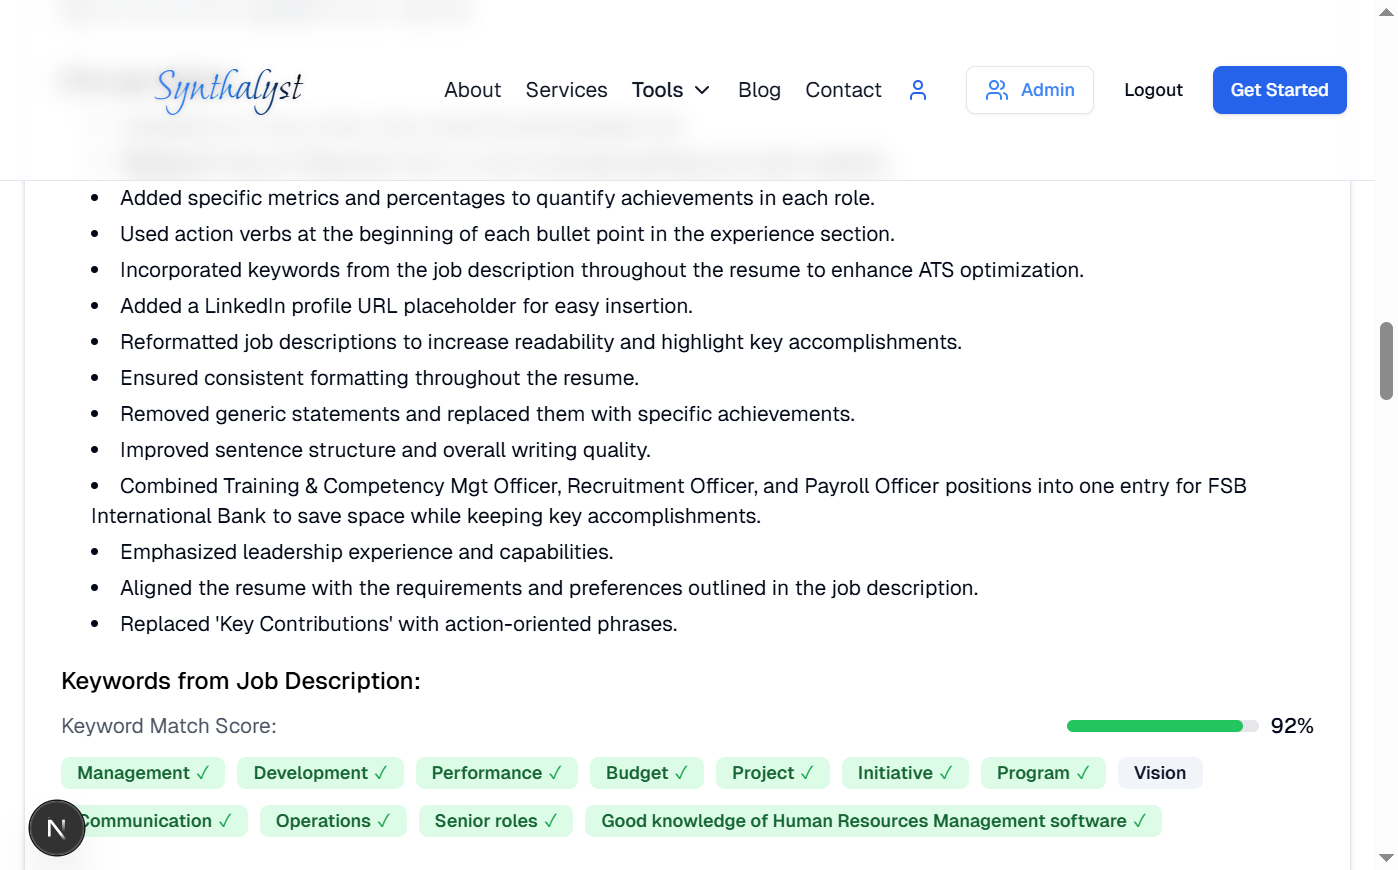 Synthalyst
About Services Tools Blog Contact Admin Logout Get Started
• Added specific metrics and percentages to quantify achievements in each role.
• Used action verbs at the beginning of each bullet point in the experience section.
• Incorporated keywords from the job description throughout the resume to enhance ATS optimization.
• Added a LinkedIn profile URL placeholder for easy insertion.
• Reformatted job descriptions to increase readability and highlight key accomplishments.
• Ensured consistent formatting throughout the resume.
• Removed generic statements and replaced them with specific achievements.
• Improved sentence structure and overall writing quality.
• Combined Training & Competency Mgt Officer, Recruitment Officer, and Payroll Officer positions into one entry for FSB
International Bank to save space while keeping key accomplishments.
• Emphasized leadership experience and capabilities.
• Aligned the resume with the requirements and preferences outlined in the job description.
• Replaced 'Key Contributions' with action-oriented phrases.
Keywords from Job Description:
Keyword Match Score: 92%
Management ✓ Development ✓ Performance ✓ Budget ✓ Project ✓ Initiative ✓ Program ✓ Vision
N Communication ✓ Operations ✓ Senior roles ✓ Good knowledge of Human Resources Management software ✓